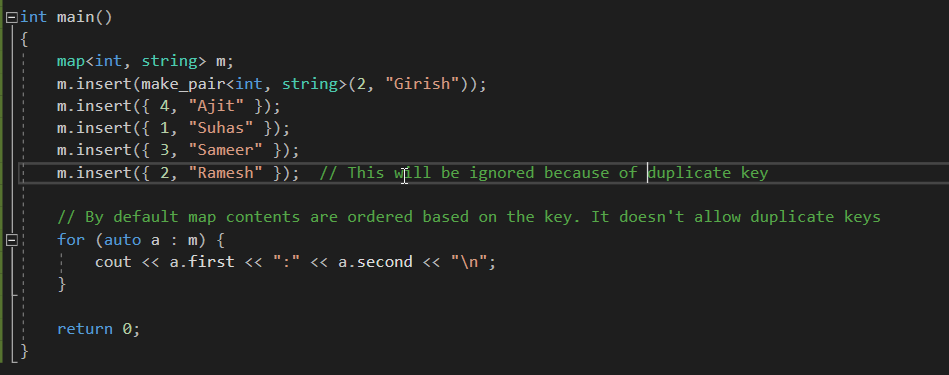 int main()
{
    map<int, string> m;
    m.insert(make_pair<int, string>(2, "Girish"));
    m.insert({ 4, "Ajit" });
    m.insert({ 1, "Suhas" });
    m.insert({ 3, "Sameer" });
    m.insert({ 2, "Ramesh" });  // This will be ignored because of duplicate key
    // By default map contents are ordered based on the key. It doesn't allow duplicate keys
    for (auto a : m) {
        cout << a.first << ":" << a.second << "\n";
    }
    return 0;
}